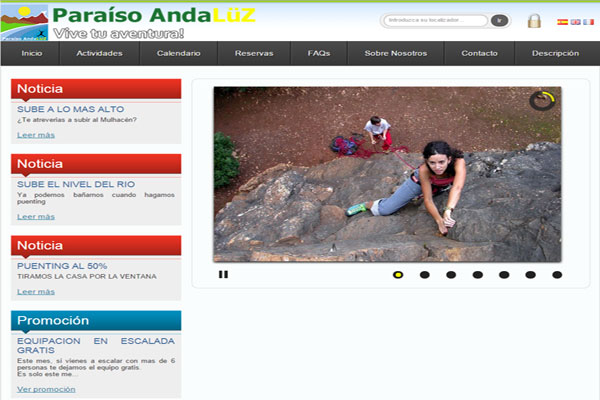 Paraíso AndaLüZ
Vive tu aventura!
Paraíso AndaLüz
Introduzca su localizador...
Ir
Inicio
Actividades
Calendario
Reservas
FAQs
Sobre Nosotros
Contacto
Descripción
Noticia
SUBE A LO MAS ALTO
¿Te atreverías a subir al Mulhacén?
Leer más
Noticia
SUBE EL NIVEL DEL RIO
Ya podemos bañarnos cuando hagamos
puenting
Leer más
Noticia
PUENTING AL 50%
TIRAMOS LA CASA POR LA VENTANA
Leer más
Promoción
EQUIPACION EN ESCALADA
GRATIS
Este mes, si vienes a escalar con mas de 6
personas te dejamos el equipo gratis.
Es solo este me...
Ver promoción